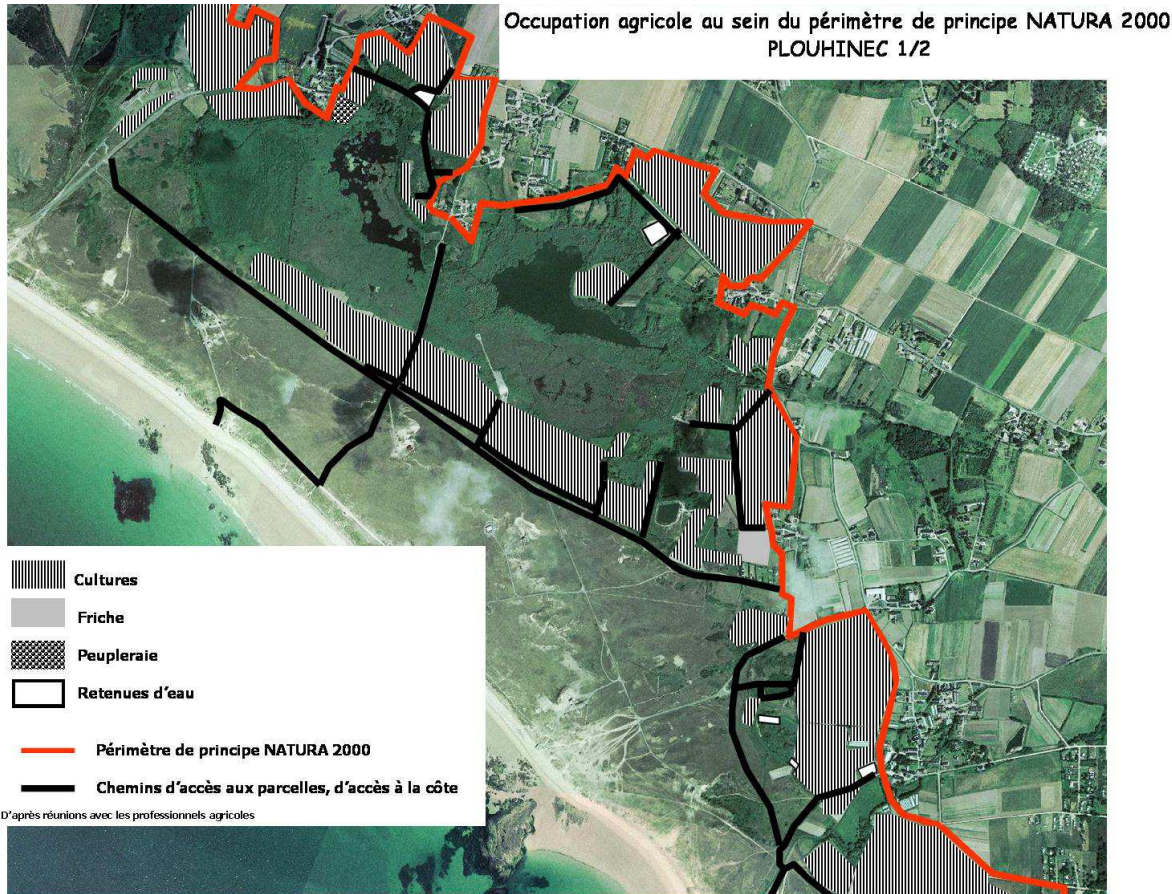 Occupation agricole au sein du périmètre de principe NATURA 2000
PLOUHINEC 1/2
Cultures
Friche
Peupleraie
Retenues d'eau
Périmètre de principe NATURA 2000
Chemins d'accès aux parcelles, d'accès à la côte
D'après réunions avec les professionnels agricoles